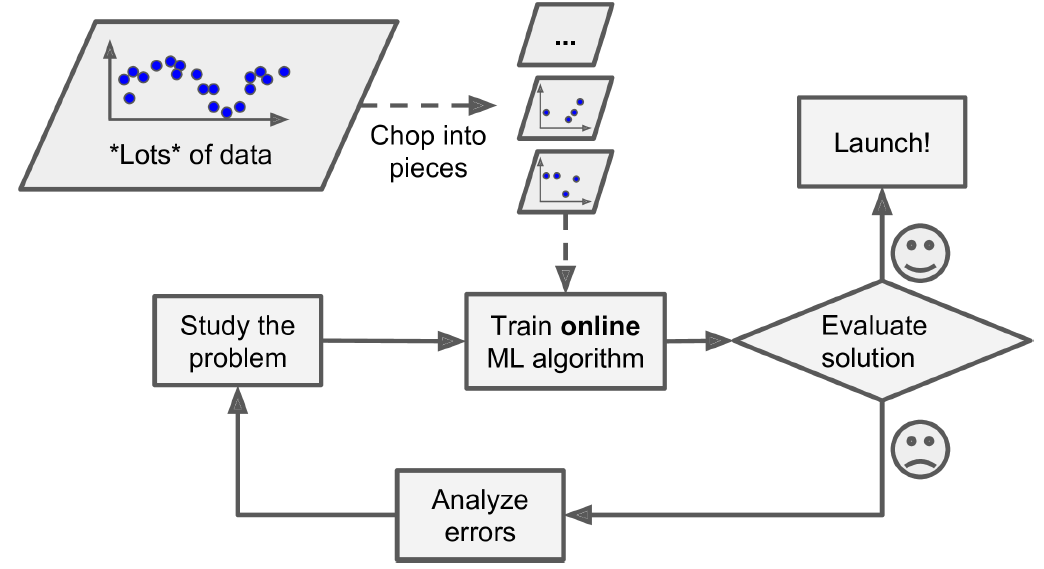 *Lots* of data
Chop into
pieces
...
Launch!
Study the
problem
Train online
ML algorithm
Evaluate
solution
Analyze
errors